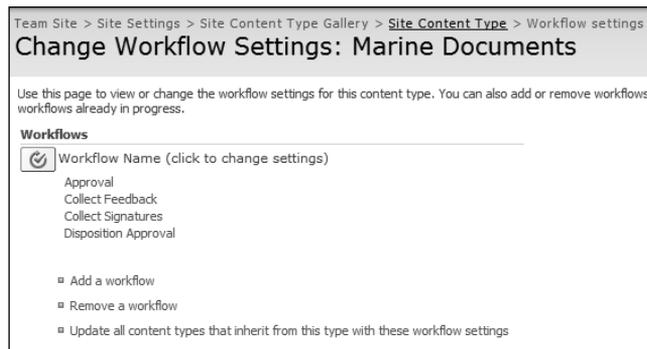 Team Site > Site Settings > Site Content Type Gallery > Site Content Type > Workflow settings
Change Workflow Settings: Marine Documents
Use this page to view or change the workflow settings for this content type. You can also add or remove workflows
workflows already in progress.
Workflows
Workflow Name (click to change settings)
Approval
Collect Feedback
Collect Signatures
Disposition Approval
Add a workflow
Remove a workflow
Update all content types that inherit from this type with these workflow settings